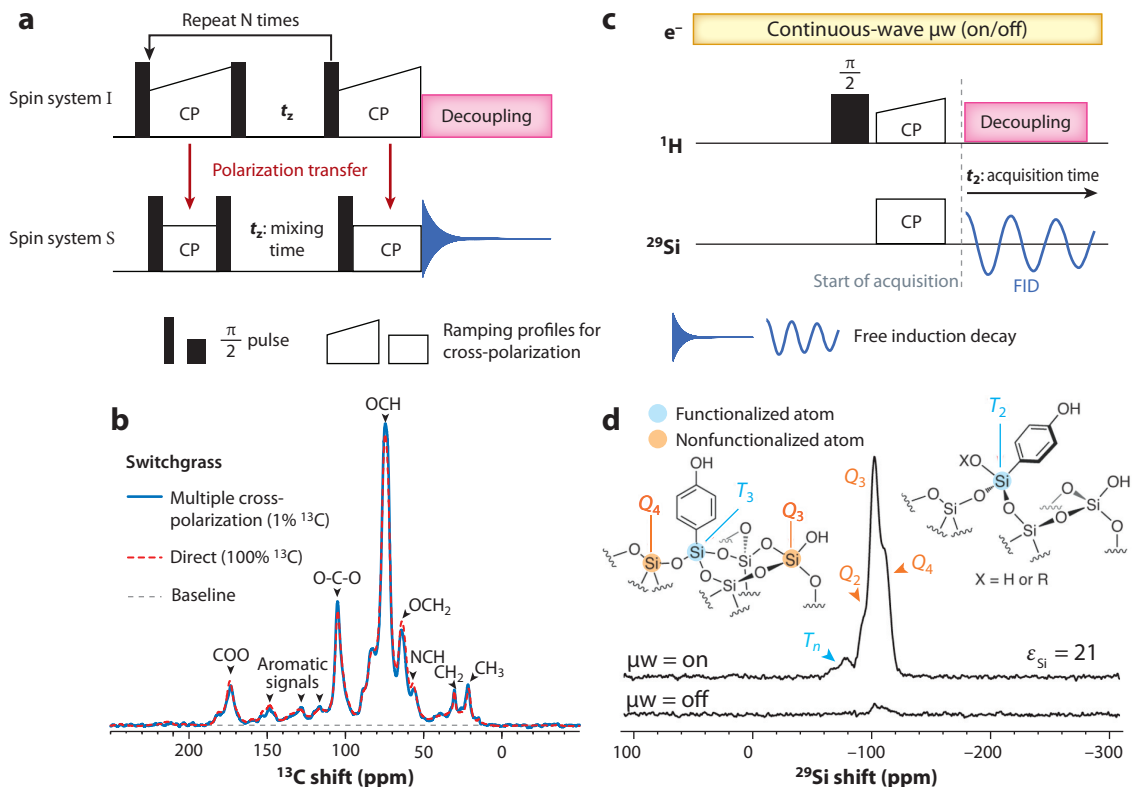 a
Repeat N times
Spin system I
CP
t_z
CP
Decoupling
Polarization transfer
Spin system S
CP
t_z: mixing
time
CP
π/2 pulse
Ramping profiles for
cross-polarization
c
e⁻
Continuous-wave μw (on/off)
π/2
¹H
CP
Decoupling
t₂: acquisition time
CP
²⁹Si
Start of acquisition
FID
Free induction decay
b
Switchgrass
Multiple cross-
polarization (1% ¹³C)
Direct (100% ¹³C)
Baseline
OCH
O-C-O
OCH₂
NCH
COO
Aromatic
signals
CH₂
CH₃
200
150
100
50
0
¹³C shift (ppm)
d
Functionalized atom
Nonfunctionalized atom
OH
Q₄
T₃
Q₃
O
OH
Si
O
Si
O
Si
O
Si
Si
O
O
O
O
Si
T₂
OH
XO
Si
OH
O
Si
O
O
Si
O
Si
O
X = H or R
Q₃
Q₂
Q₄
Tₙ
μw = on
ε_Si = 21
μw = off
100
0
−100
−200
−300
²⁹Si shift (ppm)